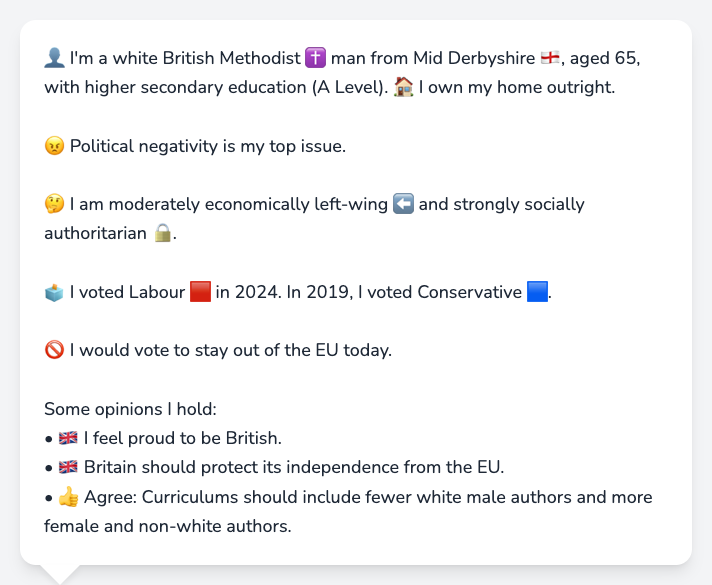 👤 I'm a white British Methodist ✝️ man from Mid Derbyshire 🏴󠁧󠁢󠁥󠁮󠁧󠁿, aged 65,
with higher secondary education (A Level). 🏠 I own my home outright.
😠 Political negativity is my top issue.
🤔 I am moderately economically left-wing ⬅️ and strongly socially
authoritarian 🔒.
🗳️ I voted Labour 🟥 in 2024. In 2019, I voted Conservative 🟦.
🚫 I would vote to stay out of the EU today.
Some opinions I hold:
• 🇬🇧 I feel proud to be British.
• 🇬🇧 Britain should protect its independence from the EU.
• 👍 Agree: Curriculums should include fewer white male authors and more
female and non-white authors.